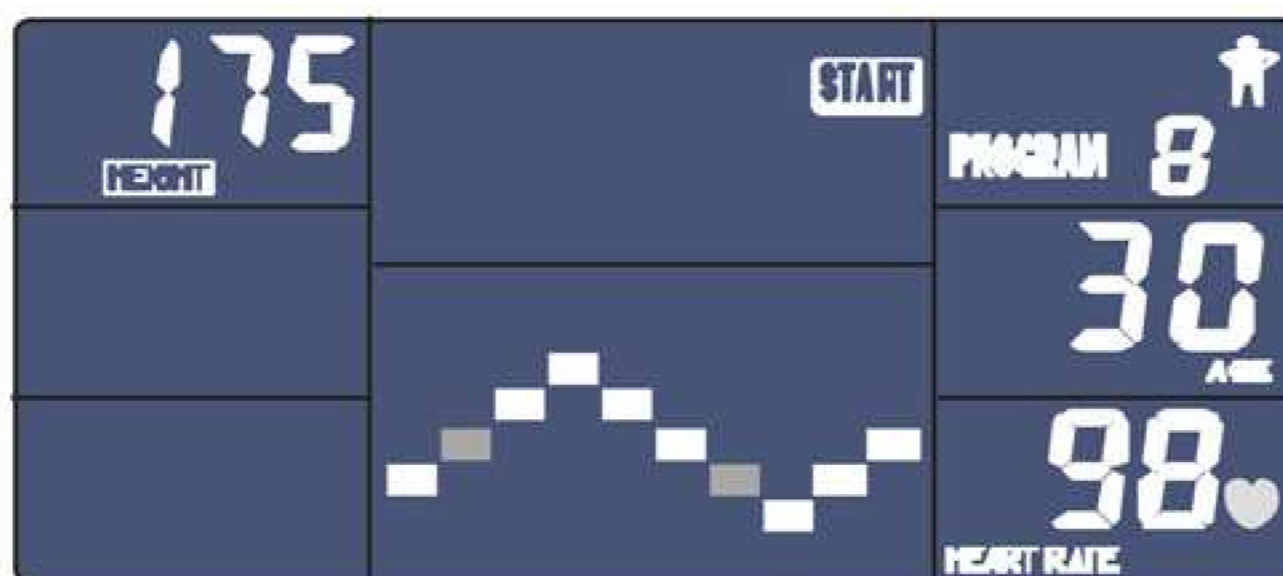 175
HEIGHT
START
PROGRAM 8
30
AGE
98
HEART RATE